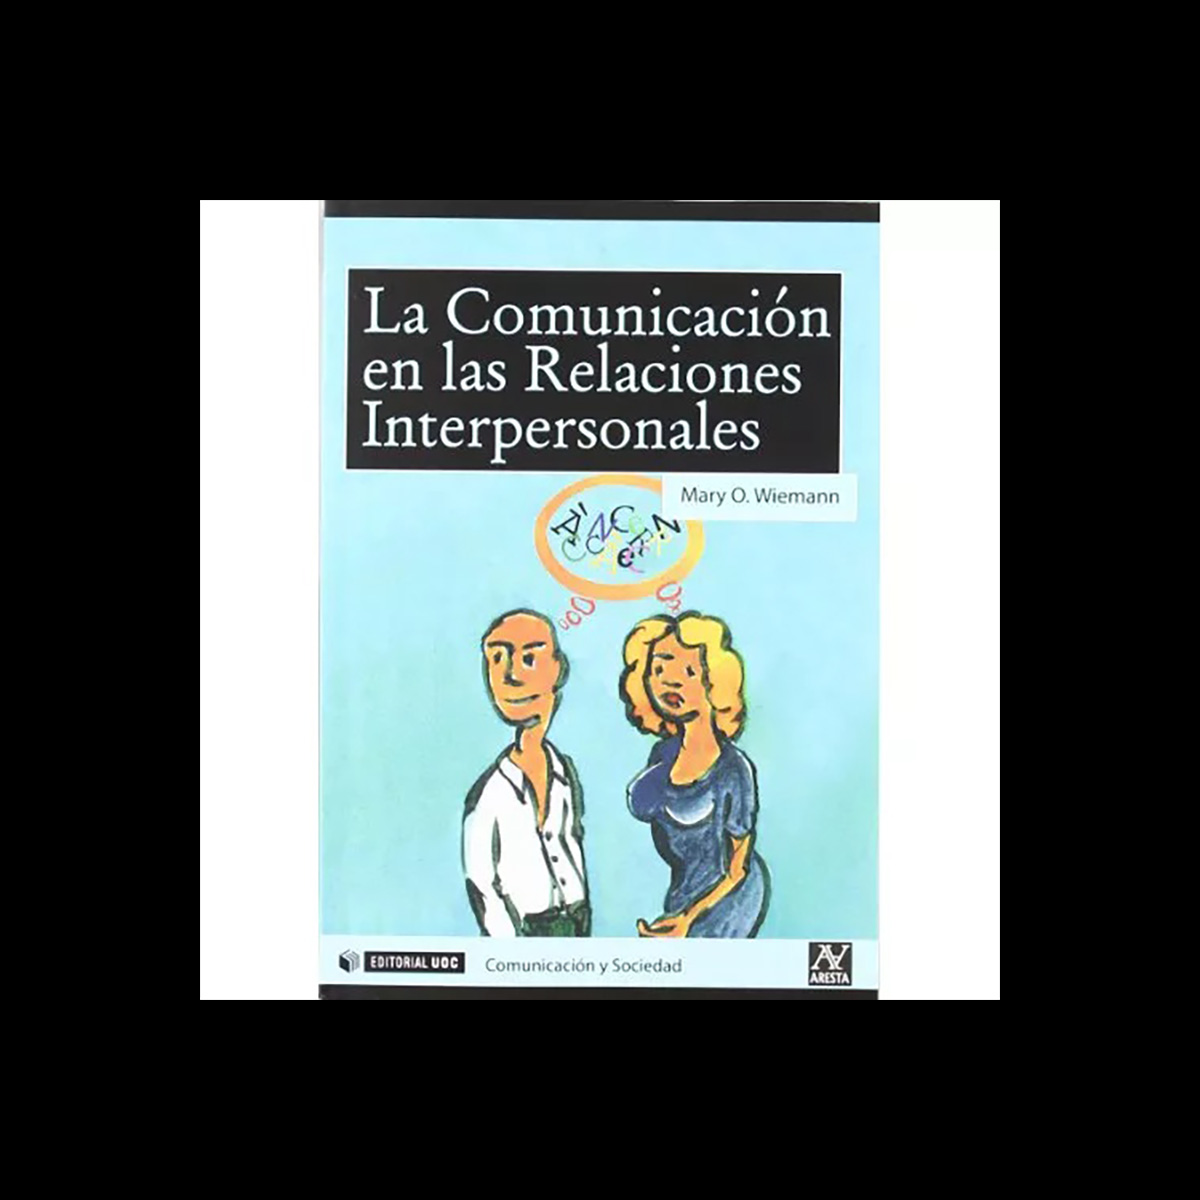 La Comunicación
en las Relaciones
Interpersonales
Mary O. Wiemann
EDITORIAL UOC
Comunicación y Sociedad
ARESTA